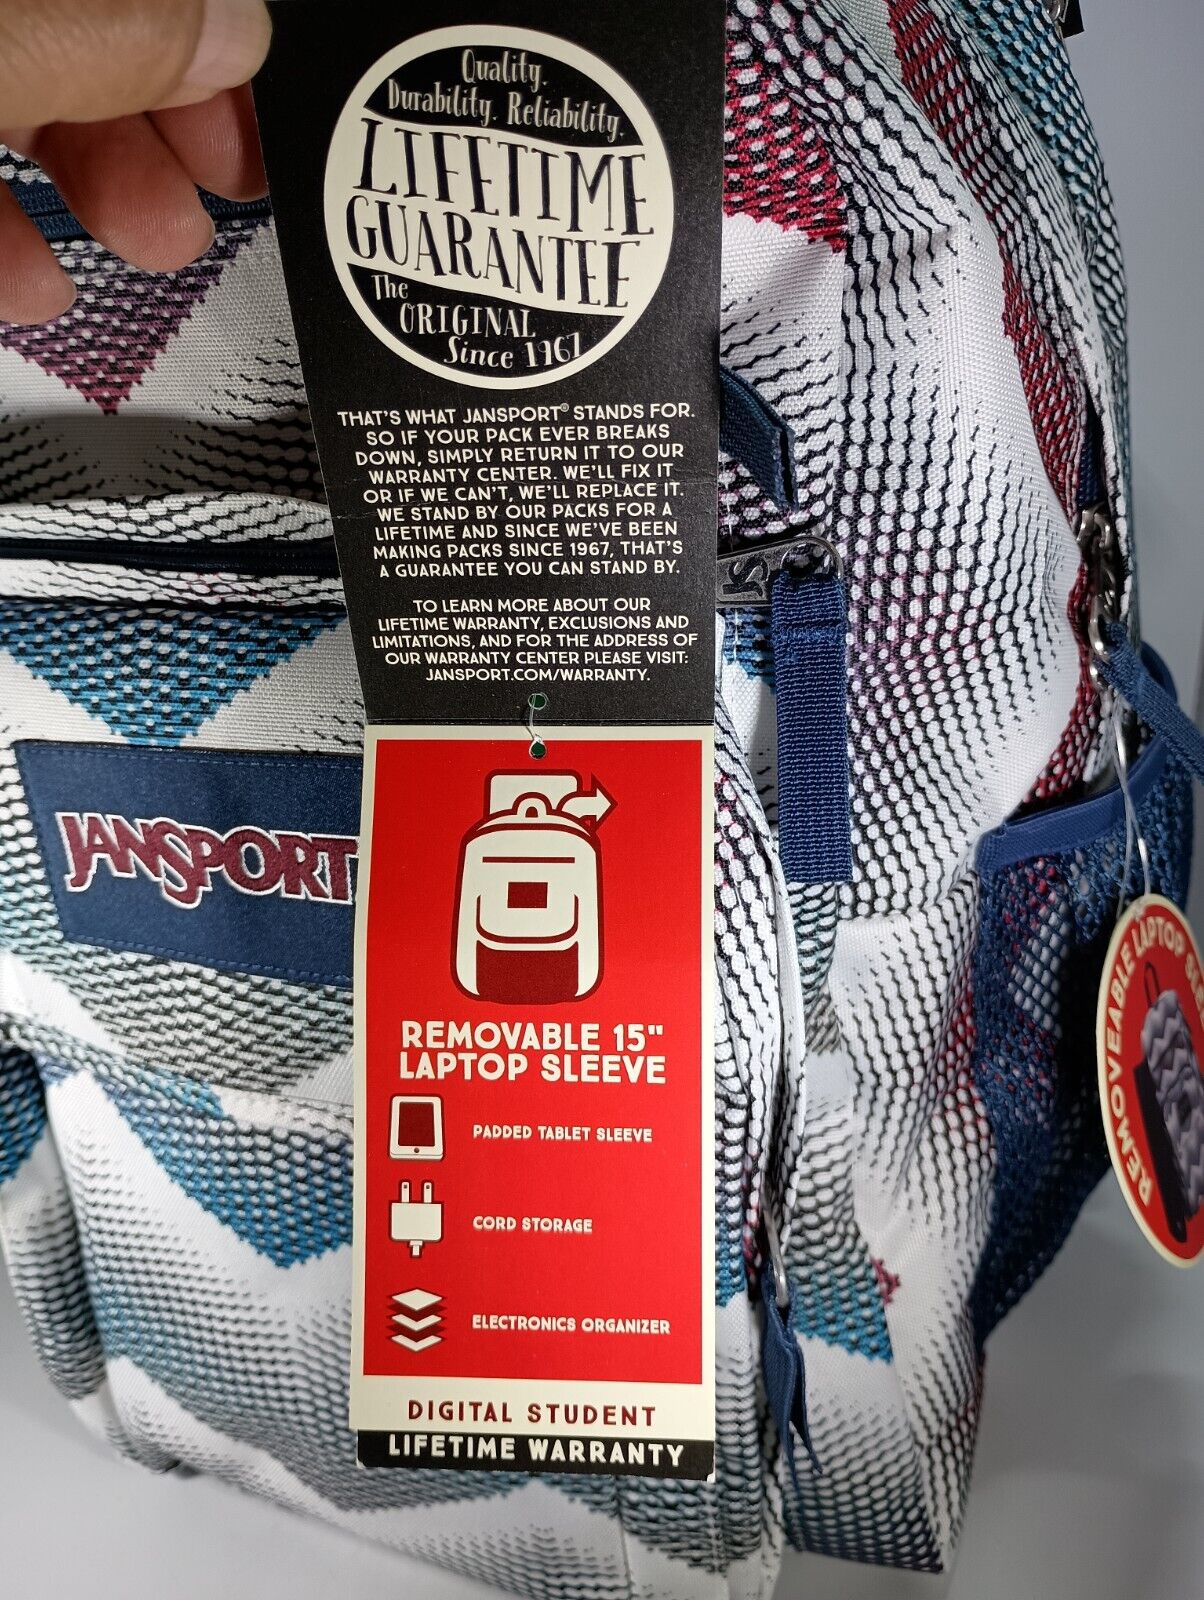 Quality.
Durability. Reliability.
LIFETIME
GUARANTEE
The
ORIGINAL
Since 1967
THAT'S WHAT JANSPORT® STANDS FOR.
SO IF YOUR PACK EVER BREAKS
DOWN, SIMPLY RETURN IT TO OUR
WARRANTY CENTER. WE'LL FIX IT
OR IF WE CAN'T, WE'LL REPLACE IT.
WE STAND BY OUR PACKS FOR A
LIFETIME AND SINCE WE'VE BEEN
MAKING PACKS SINCE 1967, THAT'S
A GUARANTEE YOU CAN STAND BY.
TO LEARN MORE ABOUT OUR
LIFETIME WARRANTY, EXCLUSIONS AND
LIMITATIONS, AND FOR THE ADDRESS OF
OUR WARRANTY CENTER PLEASE VISIT:
JANSPORT.COM/WARRANTY.
JANSPORT
REMOVABLE 15"
LAPTOP SLEEVE
PADDED TABLET SLEEVE
CORD STORAGE
ELECTRONICS ORGANIZER
DIGITAL STUDENT
LIFETIME WARRANTY
REMOVEABLE LAPTOP S